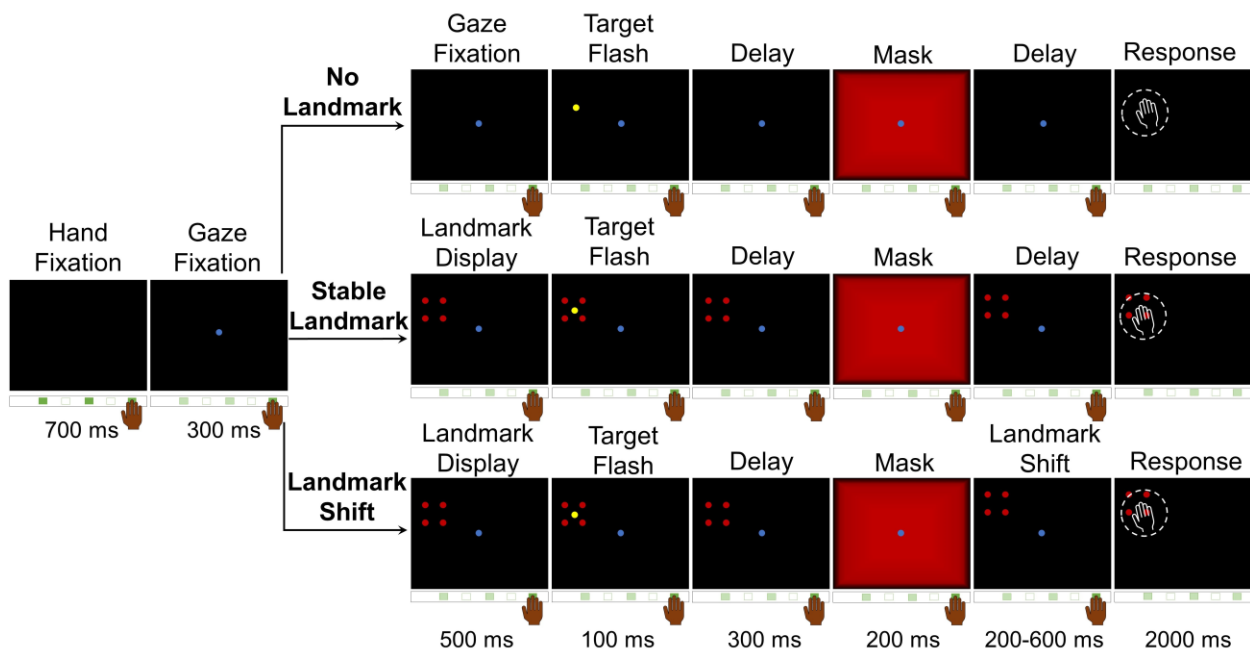 Gaze
Fixation
Target
Flash
Delay
Mask
Delay
Response
No
Landmark
Hand
Fixation
Gaze
Fixation
700 ms
300 ms
Landmark
Display
Target
Flash
Delay
Mask
Delay
Response
Stable
Landmark
Landmark
Display
Target
Flash
Delay
Mask
Landmark
Shift
Response
Landmark
Shift
500 ms
100 ms
300 ms
200 ms
200-600 ms
2000 ms